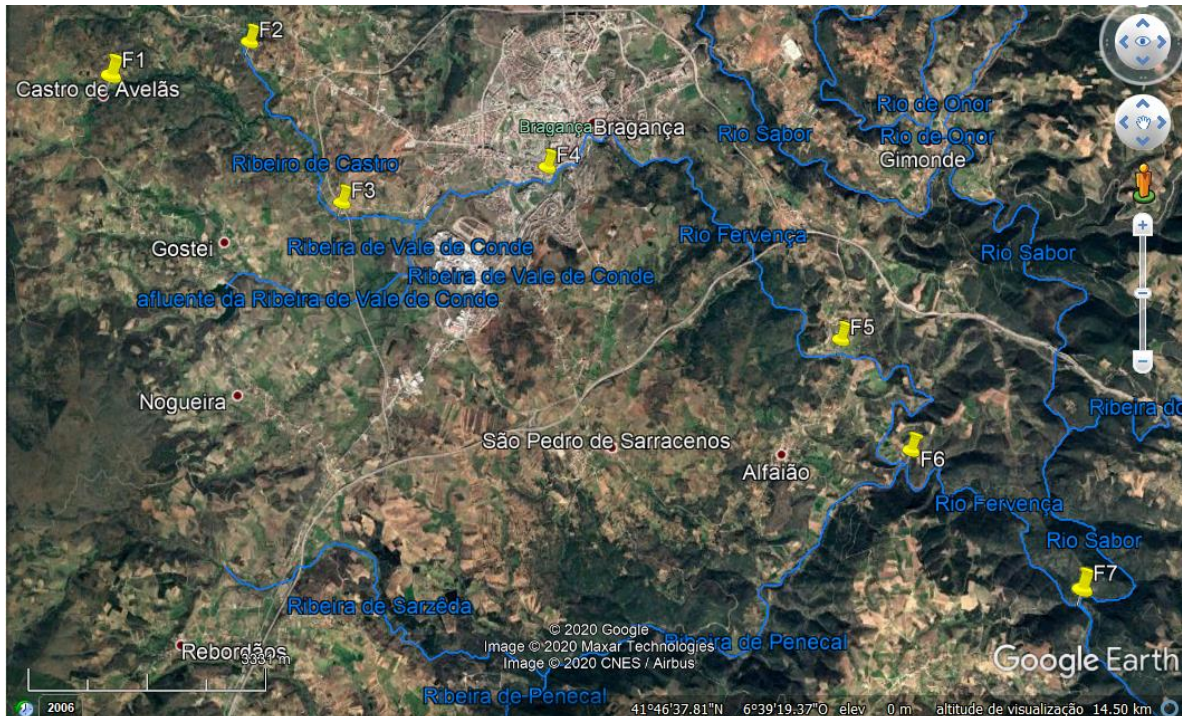 F2
F1
Castro de Avelãs
Rio de Onor
Bragança
Bragança
Rio Sabor
Rio de Onor
Gimonde
F4
Ribeiro de Castro
F3
Rio Fervença
Gostei
Ribeira de Vale de Conde
Rio Sabor
Ribeira de Vale de Conde
afluente da Ribeira de Vale de Conde
F5
Nogueira
Ribeira do
São Pedro de Sarracenos
F6
Alfaião
Rio Fervença
Rio Sabor
F7
Ribeira de Sarzêda
© 2020 Google
Ribeira de Penecal
Image © 2020 Maxar Technologies
Rebordãos
3331 m
Image © 2020 CNES / Airbus
Google Earth
Ribeira de Penecal
2006
41°46'37.81"N 6°39'19.37"O elev 0 m altitude de visualização 14.50 km